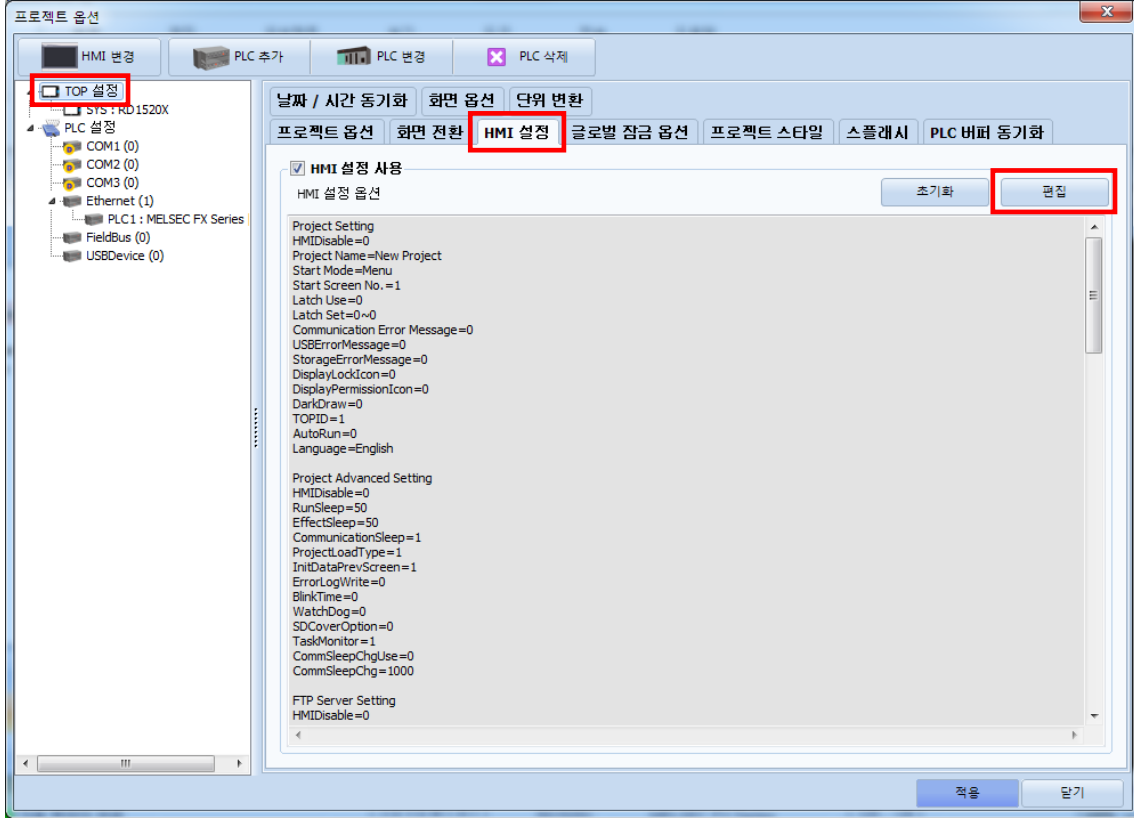 프로젝트 옵션
HMI 변경
PLC 추가
PLC 변경
PLC 삭제
TOP 설정
SYS : RD1520X
PLC 설정
COM1 (0)
COM2 (0)
COM3 (0)
Ethernet (1)
PLC1 : MELSEC FX Series
FieldBus (0)
USBDevice (0)
날짜 / 시간 동기화 화면 옵션 단위 변환
프로젝트 옵션 화면 전환 HMI 설정 글로벌 잠금 옵션 프로젝트 스타일 스플래시 PLC 버퍼 동기화
HMI 설정 사용
HMI 설정 옵션
초기화
편집
Project Setting
HMIDisable=0
Project Name=New Project
Start Mode=Menu
Start Screen No.=1
Latch Use=0
Latch Set=0~0
Communication Error Message=0
USBErrorMessage=0
StorageErrorMessage=0
DisplayLockIcon=0
DisplayPermissionIcon=0
DarkDraw=0
TOPID=1
AutoRun=0
Language=English
Project Advanced Setting
HMIDisable=0
RunSleep=50
EffectSleep=50
CommunicationSleep=1
ProjectLoadType=1
InitDataPrevScreen=1
ErrorLogWrite=0
BlinkTime=0
WatchDog=0
SDCoverOption=0
TaskMonitor=1
CommSleepChgUse=0
CommSleepChg=1000
FTP Server Setting
HMIDisable=0
적용
닫기